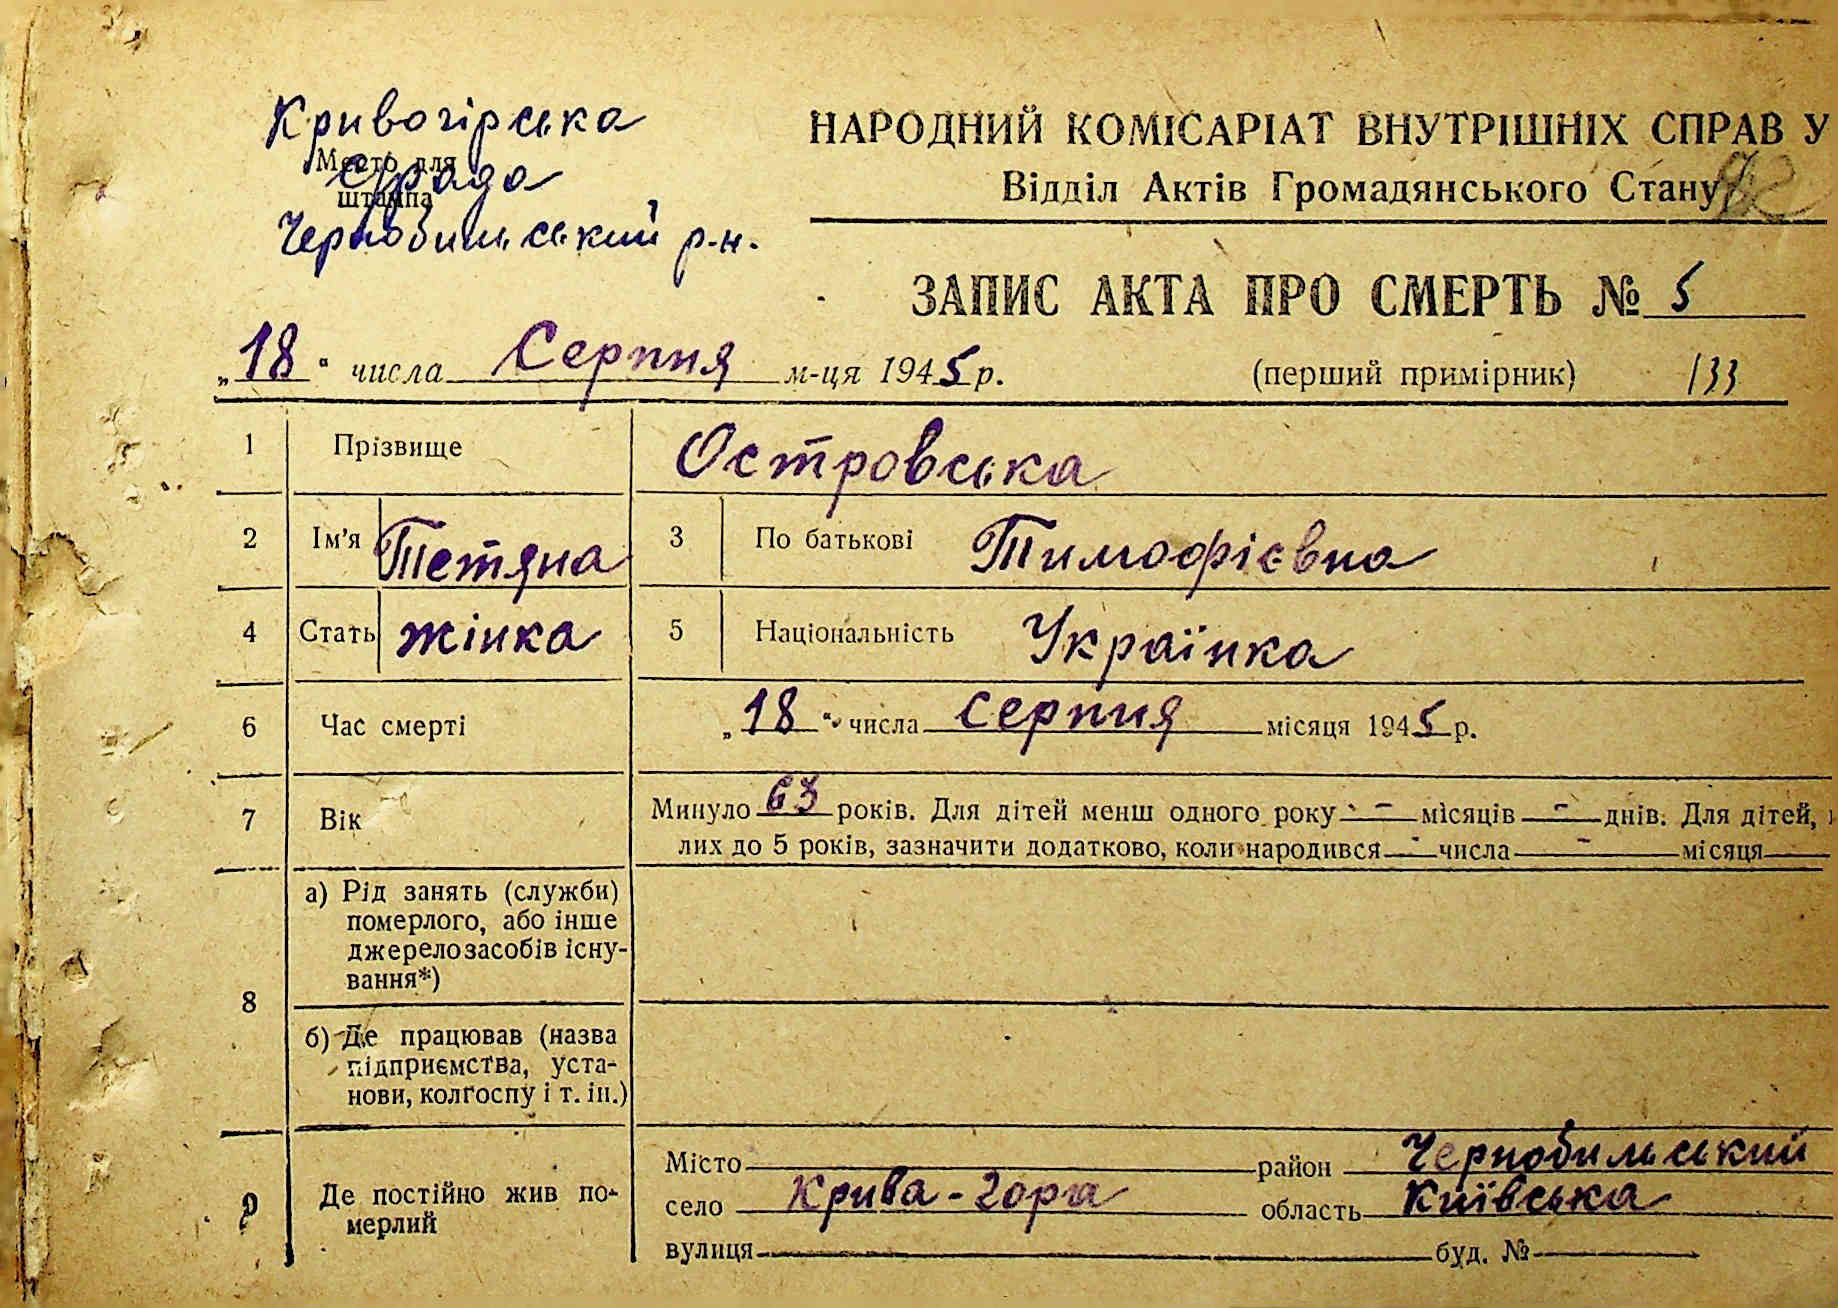 Кривогірська
Место для
с/рада
штампа
Чернобильський р-н.
НАРОДНИЙ КОМІСАРІАТ ВНУТРІШНІХ СПРАВ У
Відділ Актів Громадянського Стану
ЗАПИС АКТА ПРО СМЕРТЬ № 5
„18“ числа Серпня м-ця 1945 р. (перший примірник) 133
1 Прізвище Островська
2 Ім’я Тетяна 3 По батькові Тимофієвна
4 Стать жінка 5 Національність Українка
6 Час смерті „18“ числа серпня місяця 1945 р.
7 Вік Минуло 63 років. Для дітей менш одного року - місяців - днів. Для дітей,
лих до 5 років, зазначити додатково, коли народився - числа - місяця
8 а) Рід занять (служби)
померлого, або інше
джерело засобів існу-
вання*)
б) Де працював (назва
підприємства, уста-
нови, колгоспу і т. ін.)
9 Де постійно жив по-
мерлий
Місто район Чернобильський
село Крива-гора область Київська
вулиця буд. №